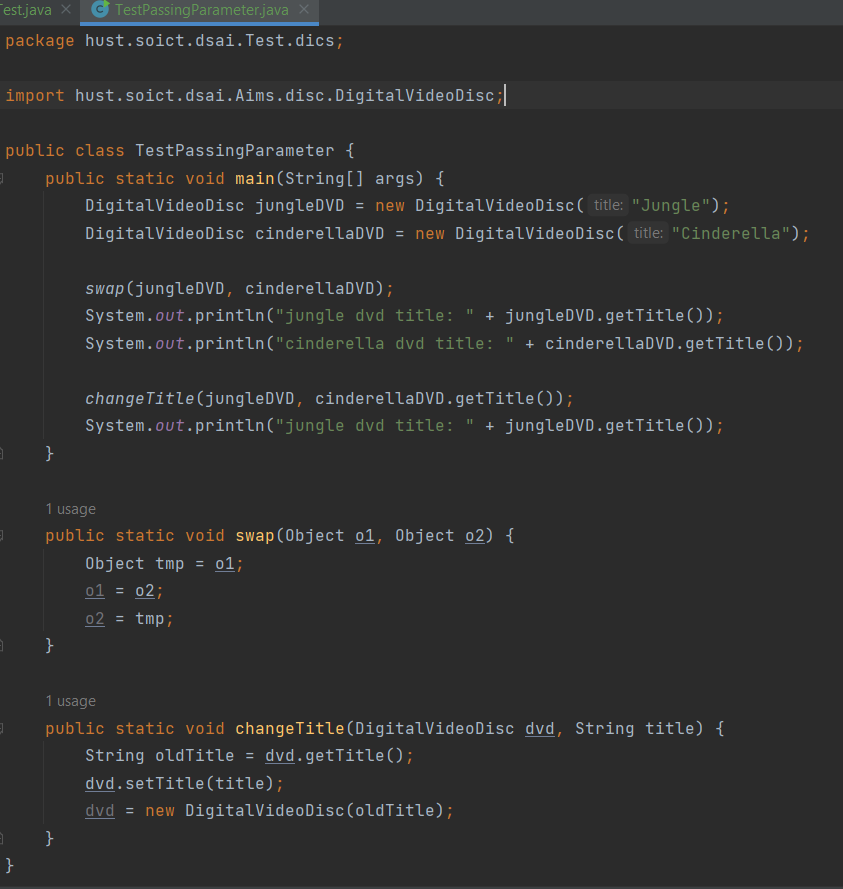 Test.java TestPassingParameter.java
package hust.soict.dsai.Test.dics;
import hust.soict.dsai.Aims.disc.DigitalVideoDisc;
public class TestPassingParameter {
public static void main(String[] args) {
DigitalVideoDisc jungleDVD = new DigitalVideoDisc( title: "Jungle");
DigitalVideoDisc cinderellaDVD = new DigitalVideoDisc( title: "Cinderella");
swap(jungleDVD, cinderellaDVD);
System.out.println("jungle dvd title: " + jungleDVD.getTitle());
System.out.println("cinderella dvd title: " + cinderellaDVD.getTitle());
changeTitle(jungleDVD, cinderellaDVD.getTitle());
System.out.println("jungle dvd title: " + jungleDVD.getTitle());
}
1 usage
public static void swap(Object o1, Object o2) {
Object tmp = o1;
o1 = o2;
o2 = tmp;
}
1 usage
public static void changeTitle(DigitalVideoDisc dvd, String title) {
String oldTitle = dvd.getTitle();
dvd.setTitle(title);
dvd = new DigitalVideoDisc(oldTitle);
}
}